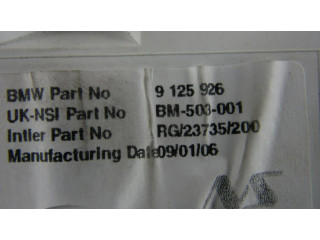 BMW Part No 9 125 926
UK-NSI Part No BM-503-001
Intler Part No RG/23735/200
Manufacturing Date09/01/06